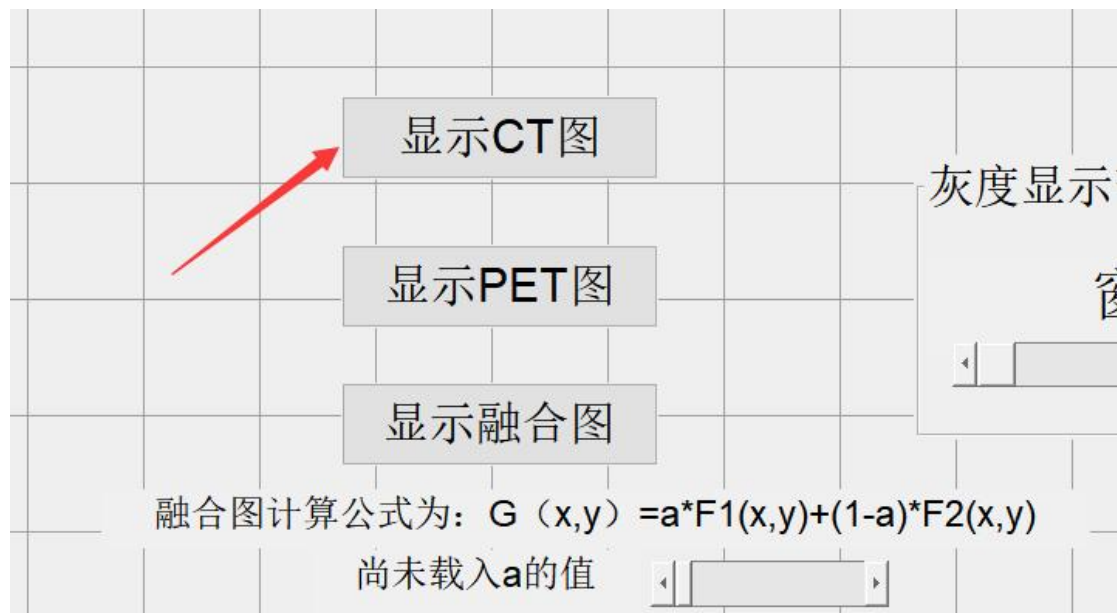 显示CT图
灰度显示
显示PET图
显示融合图
融合图计算公式为：G（x,y）=a*F1(x,y)+(1-a)*F2(x,y)
尚未载入a的值